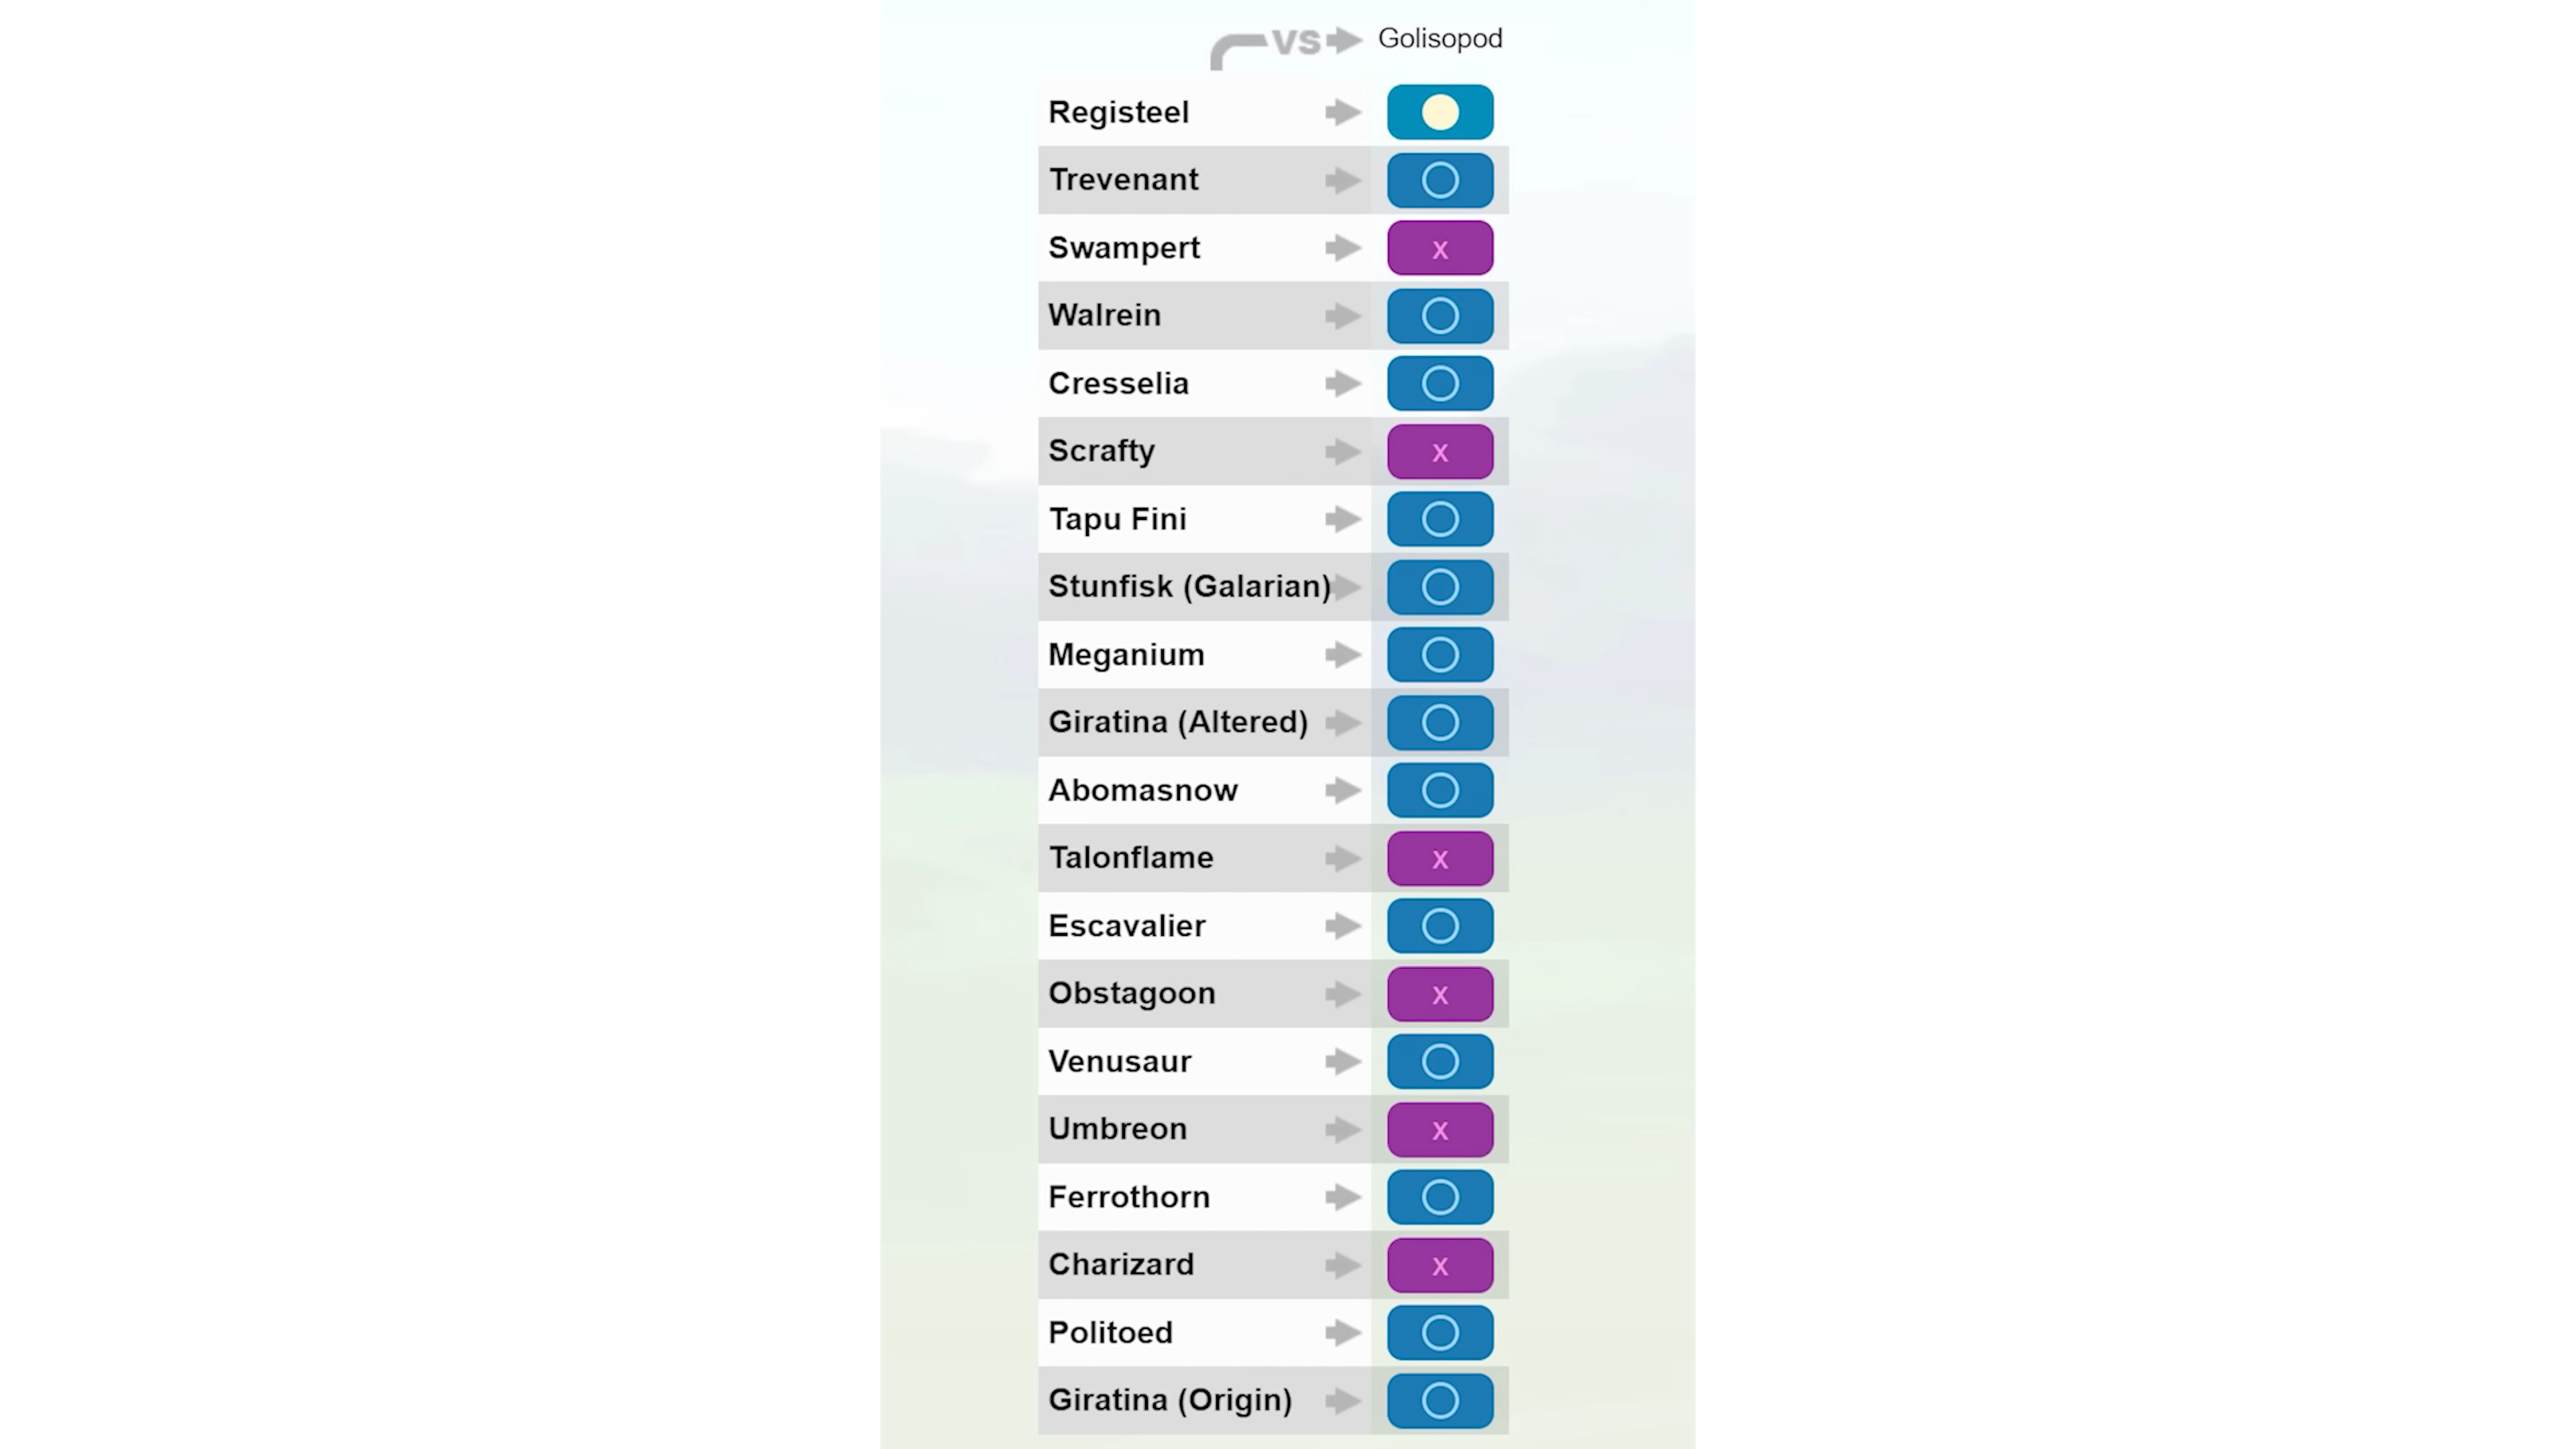 VS Golisopod
Registeel
Trevenant
Swampert X
Walrein
Cresselia
Scrafty X
Tapu Fini
Stunfisk (Galarian)
Meganium
Giratina (Altered)
Abomasnow
Talonflame X
Escavalier
Obstagoon X
Venusaur
Umbreon X
Ferrothorn
Charizard X
Politoed
Giratina (Origin)